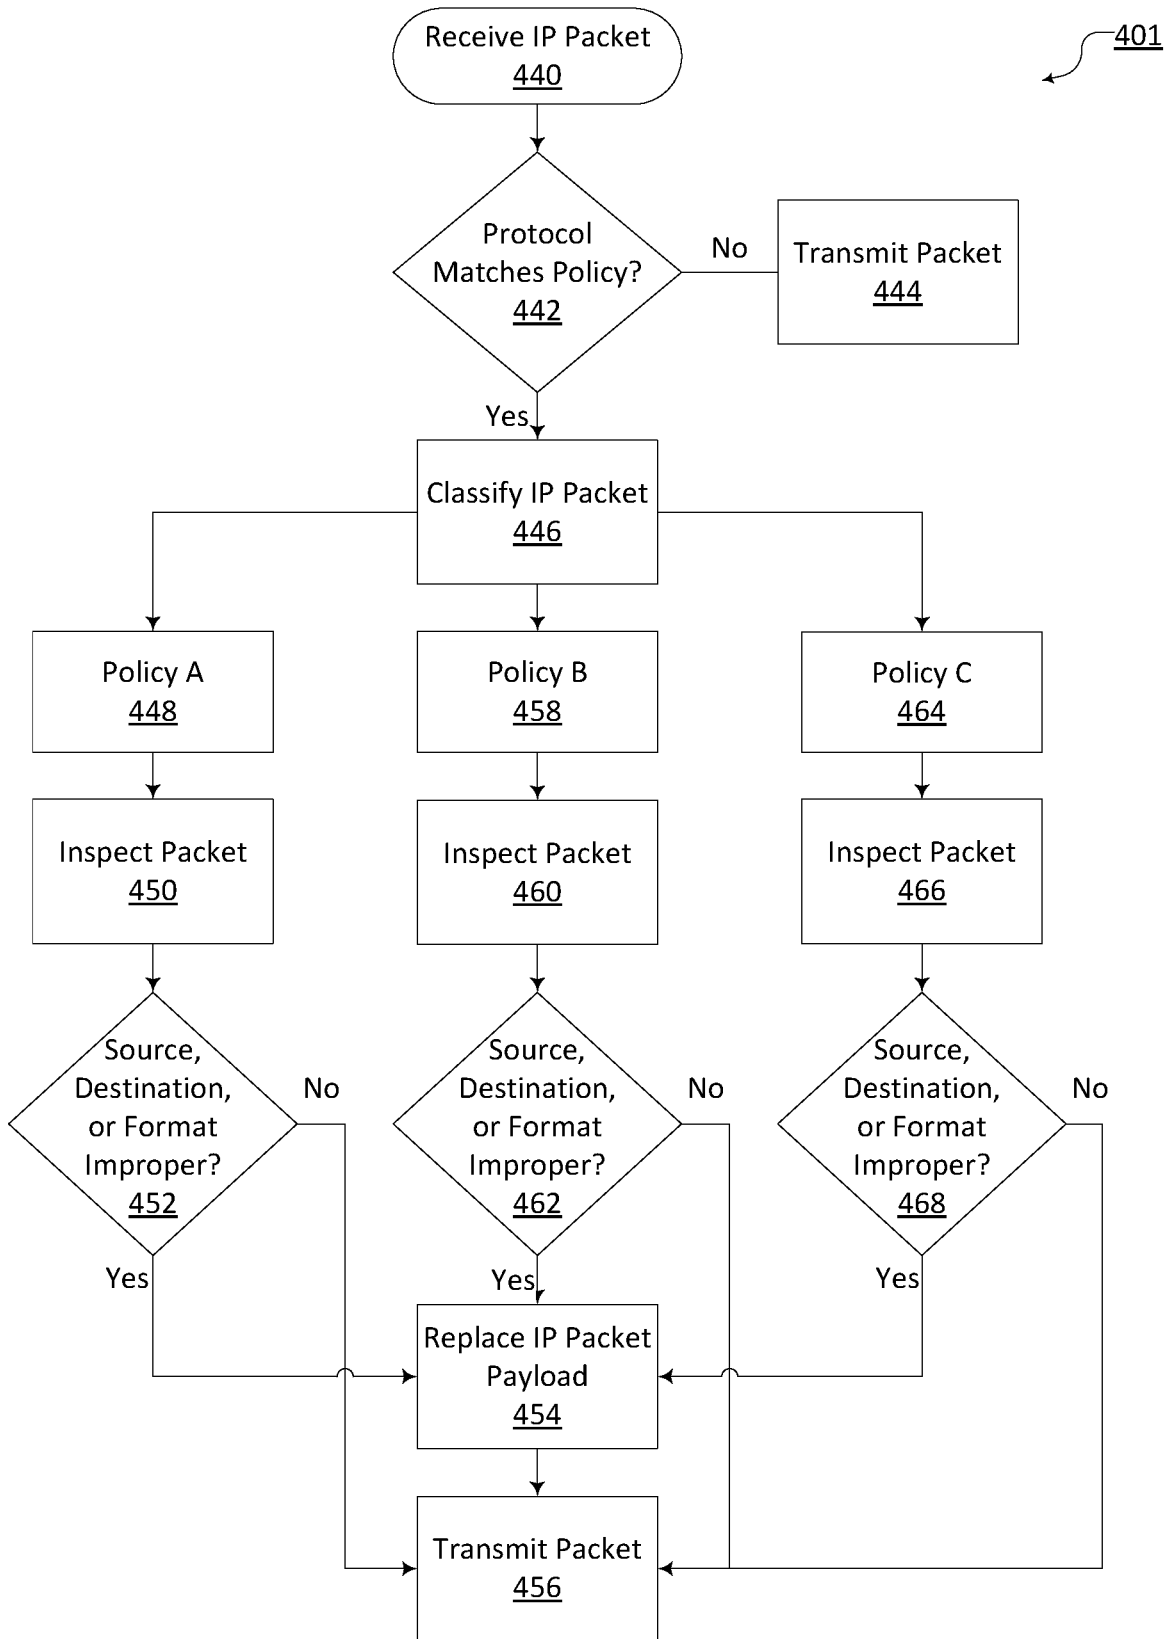 Receive IP Packet
440
401
Protocol
Matches Policy?
442
No
Transmit Packet
444
Yes
Classify IP Packet
446
Policy A
448
Policy B
458
Policy C
464
Inspect Packet
450
Inspect Packet
460
Inspect Packet
466
Source,
Destination,
or Format
Improper?
452
No
Yes
Source,
Destination,
or Format
Improper?
462
No
Yes
Source,
Destination,
or Format
Improper?
468
No
Yes
Replace IP Packet
Payload
454
Transmit Packet
456